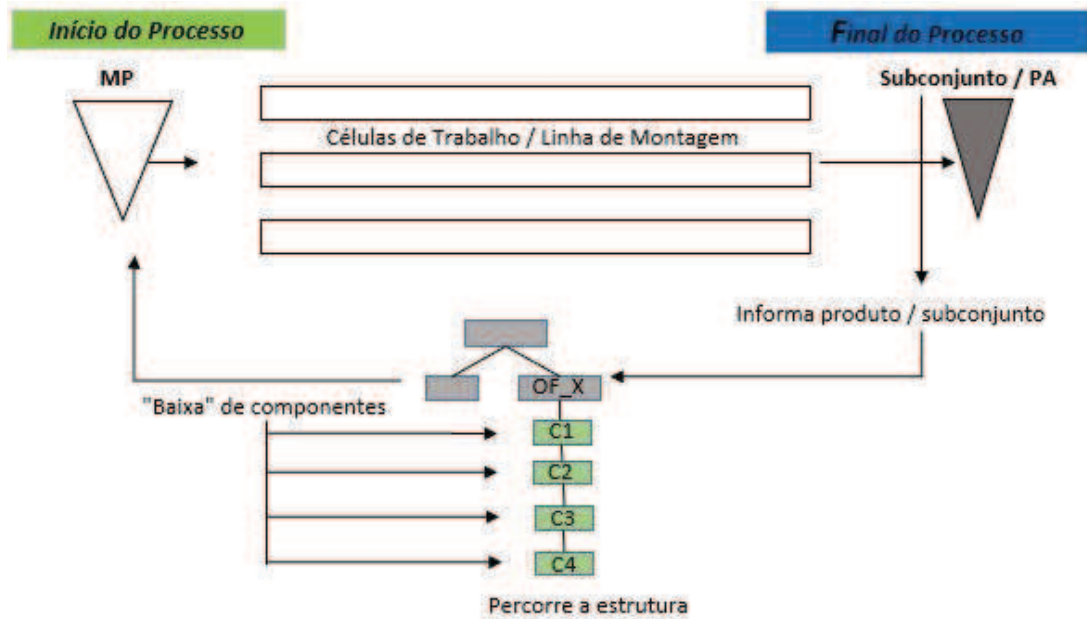 Início do Processo
Final do Processo
MP
Subconjunto / PA
Células de Trabalho / Linha de Montagem
Informa produto / subconjunto
OF_X
"Baixa" de componentes
C1
C2
C3
C4
Percorre a estrutura